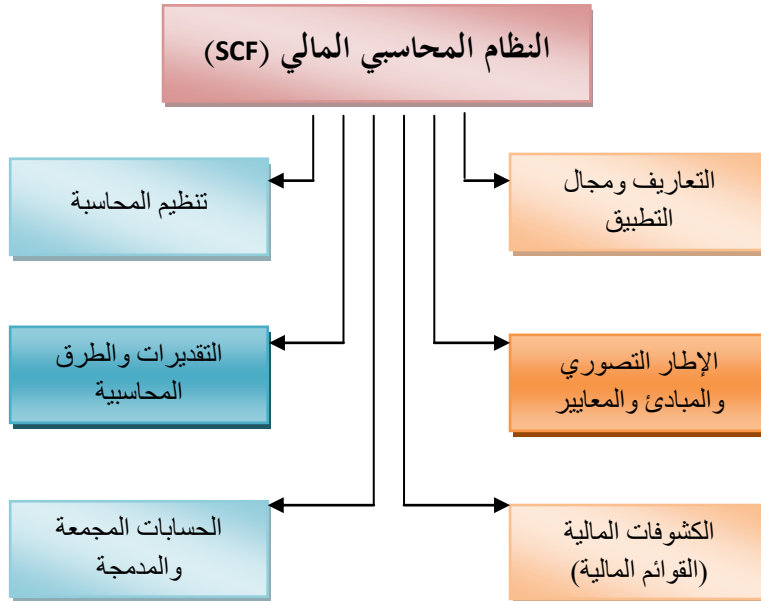 النظام المحاسبي المالي (SCF)
التعاريف ومجال
التطبيق
تنظيم المحاسبة
الإطار التصوري
والمبادئ والمعايير
التقديرات والطرق
المحاسبية
الكشوفات المالية
(القوائم المالية)
الحسابات المجمعة
والمدمجة